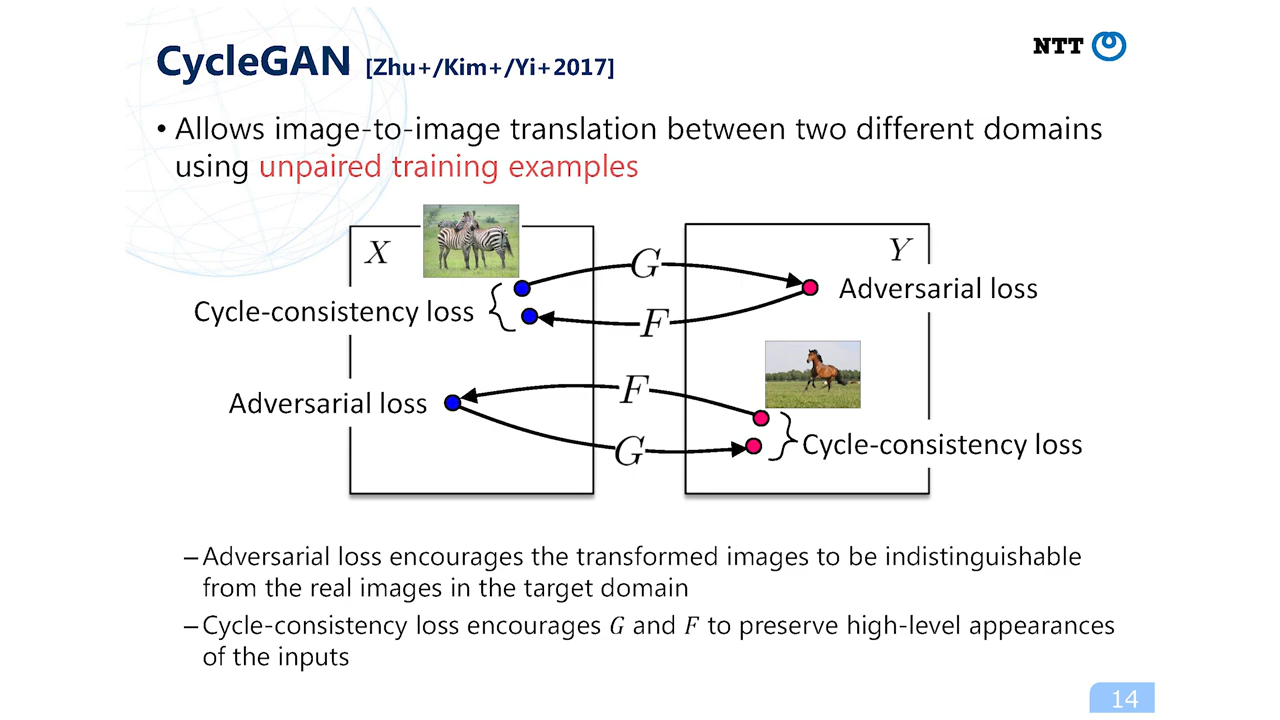 CycleGAN [Zhu+/Kim+/Yi+2017]
NTT
• Allows image-to-image translation between two different domains
using unpaired training examples
X
Y
G
Adversarial loss
Cycle-consistency loss
F
F
Adversarial loss
G
Cycle-consistency loss
– Adversarial loss encourages the transformed images to be indistinguishable
from the real images in the target domain
– Cycle-consistency loss encourages G and F to preserve high-level appearances
of the inputs
14